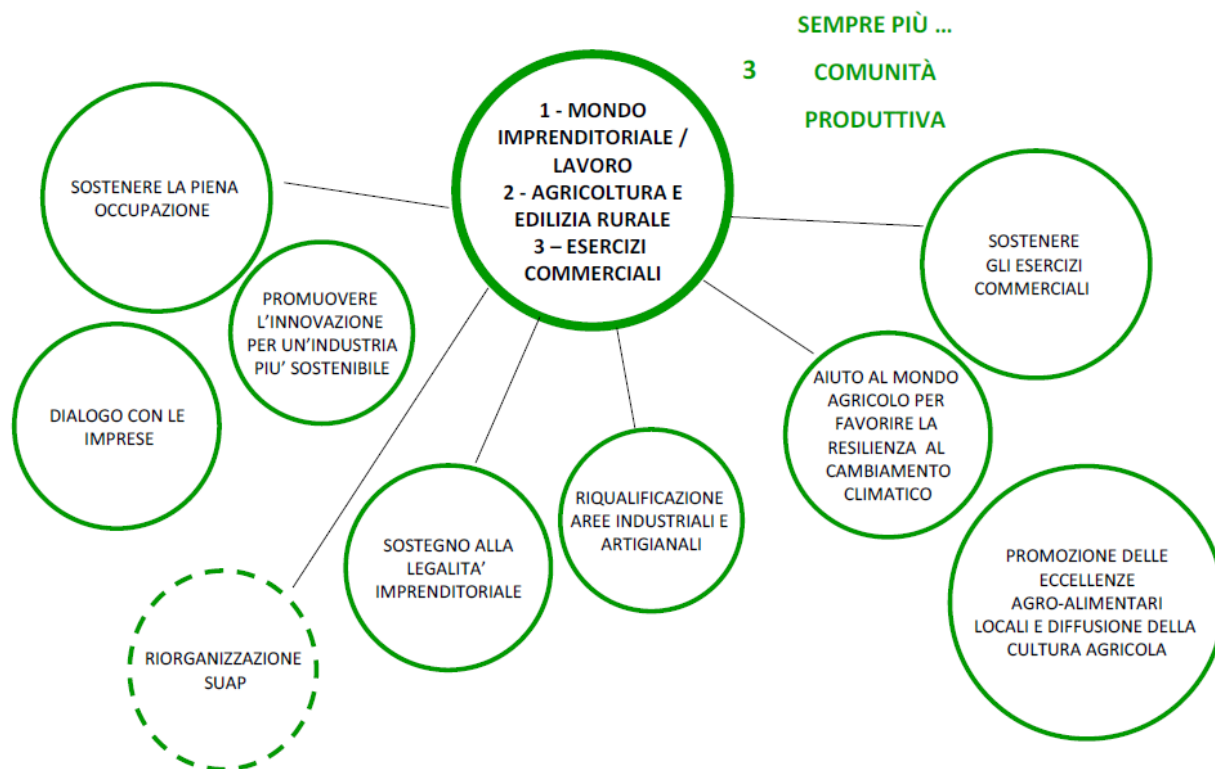 SEMPRE PIÙ ...
3 COMUNITÀ
PRODUTTIVA
1 - MONDO
IMPRENDITORIALE /
LAVORO
2 - AGRICOLTURA E
EDILIZIA RURALE
3 – ESERCIZI
COMMERCIALI
SOSTENERE LA PIENA
OCCUPAZIONE
PROMUOVERE
L'INNOVAZIONE
PER UN'INDUSTRIA
PIU' SOSTENIBILE
DIALOGO CON LE
IMPRESE
RIORGANIZZAZIONE
SUAP
SOSTEGNO ALLA
LEGALITA'
IMPRENDITORIALE
RIQUALIFICAZIONE
AREE INDUSTRIALI E
ARTIGIANALI
SOSTENERE
GLI ESERCIZI
COMMERCIALI
AIUTO AL MONDO
AGRICOLO PER
FAVORIRE LA
RESILIENZA AL
CAMBIAMENTO
CLIMATICO
PROMOZIONE DELLE
ECCELLENZE
AGRO-ALIMENTARI
LOCALI E DIFFUSIONE DELLA
CULTURA AGRICOLA